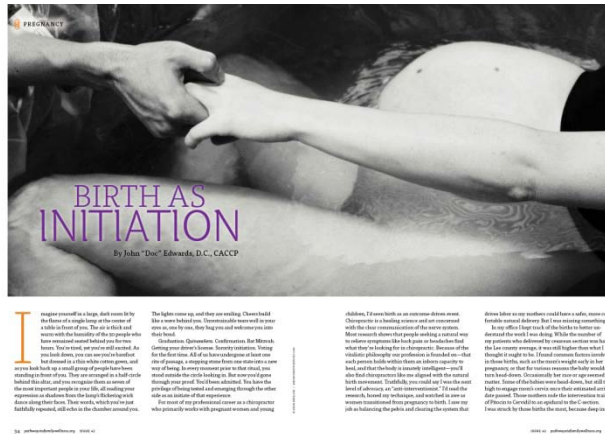 PREGNANCY
BIRTH AS
INITIATION
By John "Doc" Edwards, D.C., CACCP
Imagine yourself in a large, dark room lit by
the flame of a single lamp at the center of
a table in front of you. The air is thick and
warm with the humidity of the 30 people who
have remained seated behind you for two
hours. You're tired, yet you're still excited. As
you look down, you can see you're barefoot
but dressed in a thin white cotton gown, and
as you look back up a small group of people have been
standing in front of you. They are arranged in a half-circle
behind this altar, and you recognize them as seven of
the most important people in your life, all reading your
expression as shadows from the lamp's flickering wick
dance along their faces. Their words, which you've just
faithfully repeated, still echo in the chamber around you.
The lights come up, and they are smiling. Cheers build
like a wave behind you. Unrestrainable tears well in your
eyes as, one by one, they hug you and welcome you into
their bond.
Graduation. Quinceañera. Confirmation. Bar Mitzvah.
Getting your driver's license. Sorority initiation. Voting
for the first time. All of us have undergone at least one
rite of passage, a stepping stone from one state into a new
way of being. In every moment prior to that ritual, you
stood outside the circle looking in. But now you'd gone
through your proof. You'd been admitted. You have the
privilege of being tested and emerging through the other
side as an initiate of that experience.
For most of my professional career as a chiropractor
who primarily works with pregnant women and young
children, I'd seen birth as an outcome-driven event.
Chiropractic is a healing science and art concerned
with the clear communication of the nervous system.
Most research shows that people seeking a natural way
to relieve symptoms like back pain or headaches find
what they're looking for in chiropractic. Because of the
vitalistic philosophy our profession is founded on—that
each person holds within them an inborn capacity to
heal, and that the body is innately intelligent—you'll
also find chiropractors like me aligned with the natural
birth movement. Truthfully, you could say I was the next
level of advocacy, an "anti-interventionist." I'd read the
research, honed my technique, and watched in awe as
women transitioned from pregnancy to birth. I saw my
job as balancing the pelvis and clearing the system that
drives labor so my mothers could have a safer, more com
fortable natural delivery. But I was missing something
In my office I kept track of the births to better un-
derstand the work I was doing. While the number of
my patients who delivered by cesarean section was half
the Lee county average, it was still higher than what I
thought it ought to be. I found common factors involved
in those births, such as the mom's weight early in her
pregnancy, or that for various reasons the baby wouldn't
turn head-down. Occasionally her race or age seemed to
matter. Some of the babies were head-down, but still too
high to engage mom's cervix once their estimated arrival
date passed. Those mothers rode the intervention train
of Pitocin to Cervidil to an epidural to the C-section.
I was struck by those births the most, because deep in
54 pathwaystofamilywellness.org ISSUE 41
ISSUE 41 pathwaystofamilywellness.org